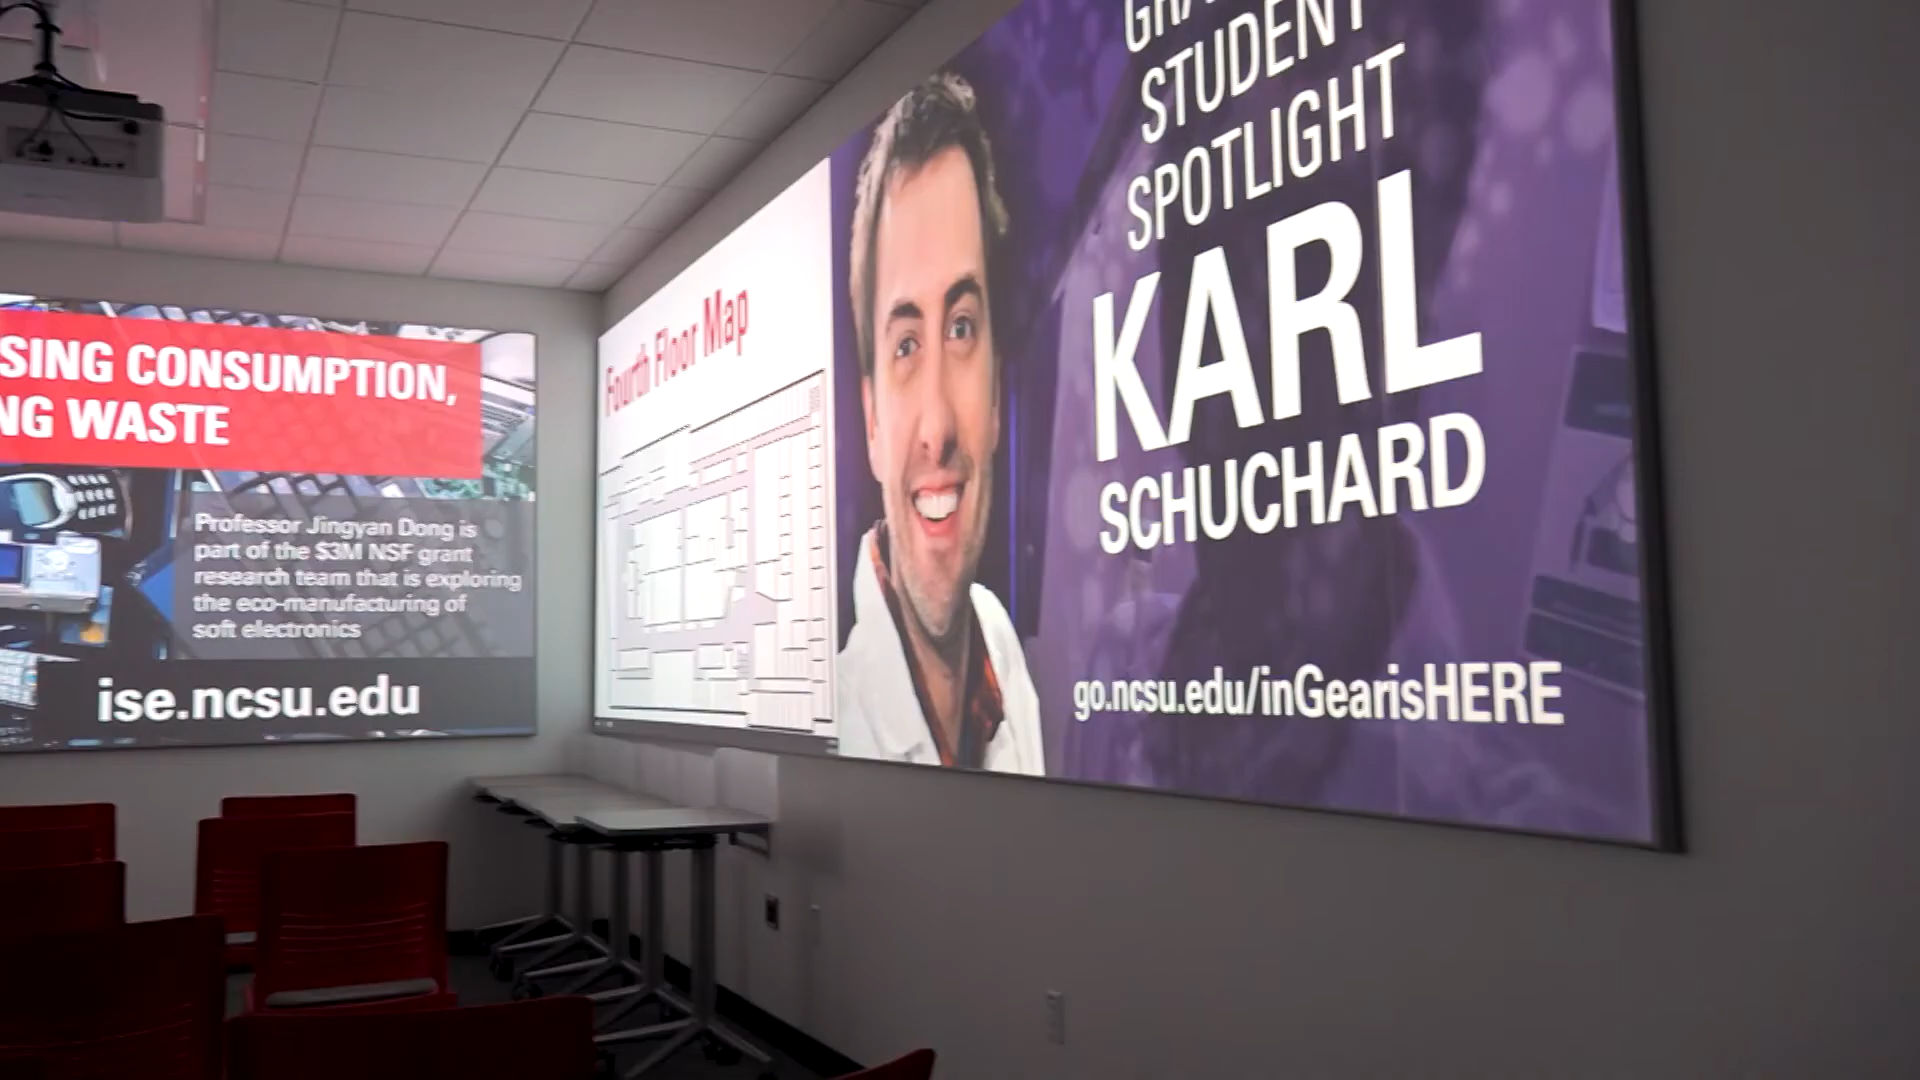 SING CONSUMPTION,
NG WASTE
Professor Jingyan Dong is
part of the $3M NSF grant
research team that is exploring
the eco-manufacturing of
soft electronics
ise.ncsu.edu
Fourth Floor Map
STUDENT
SPOTLIGHT
KARL
SCHUCHARD
go.ncsu.edu/inGearisHERE